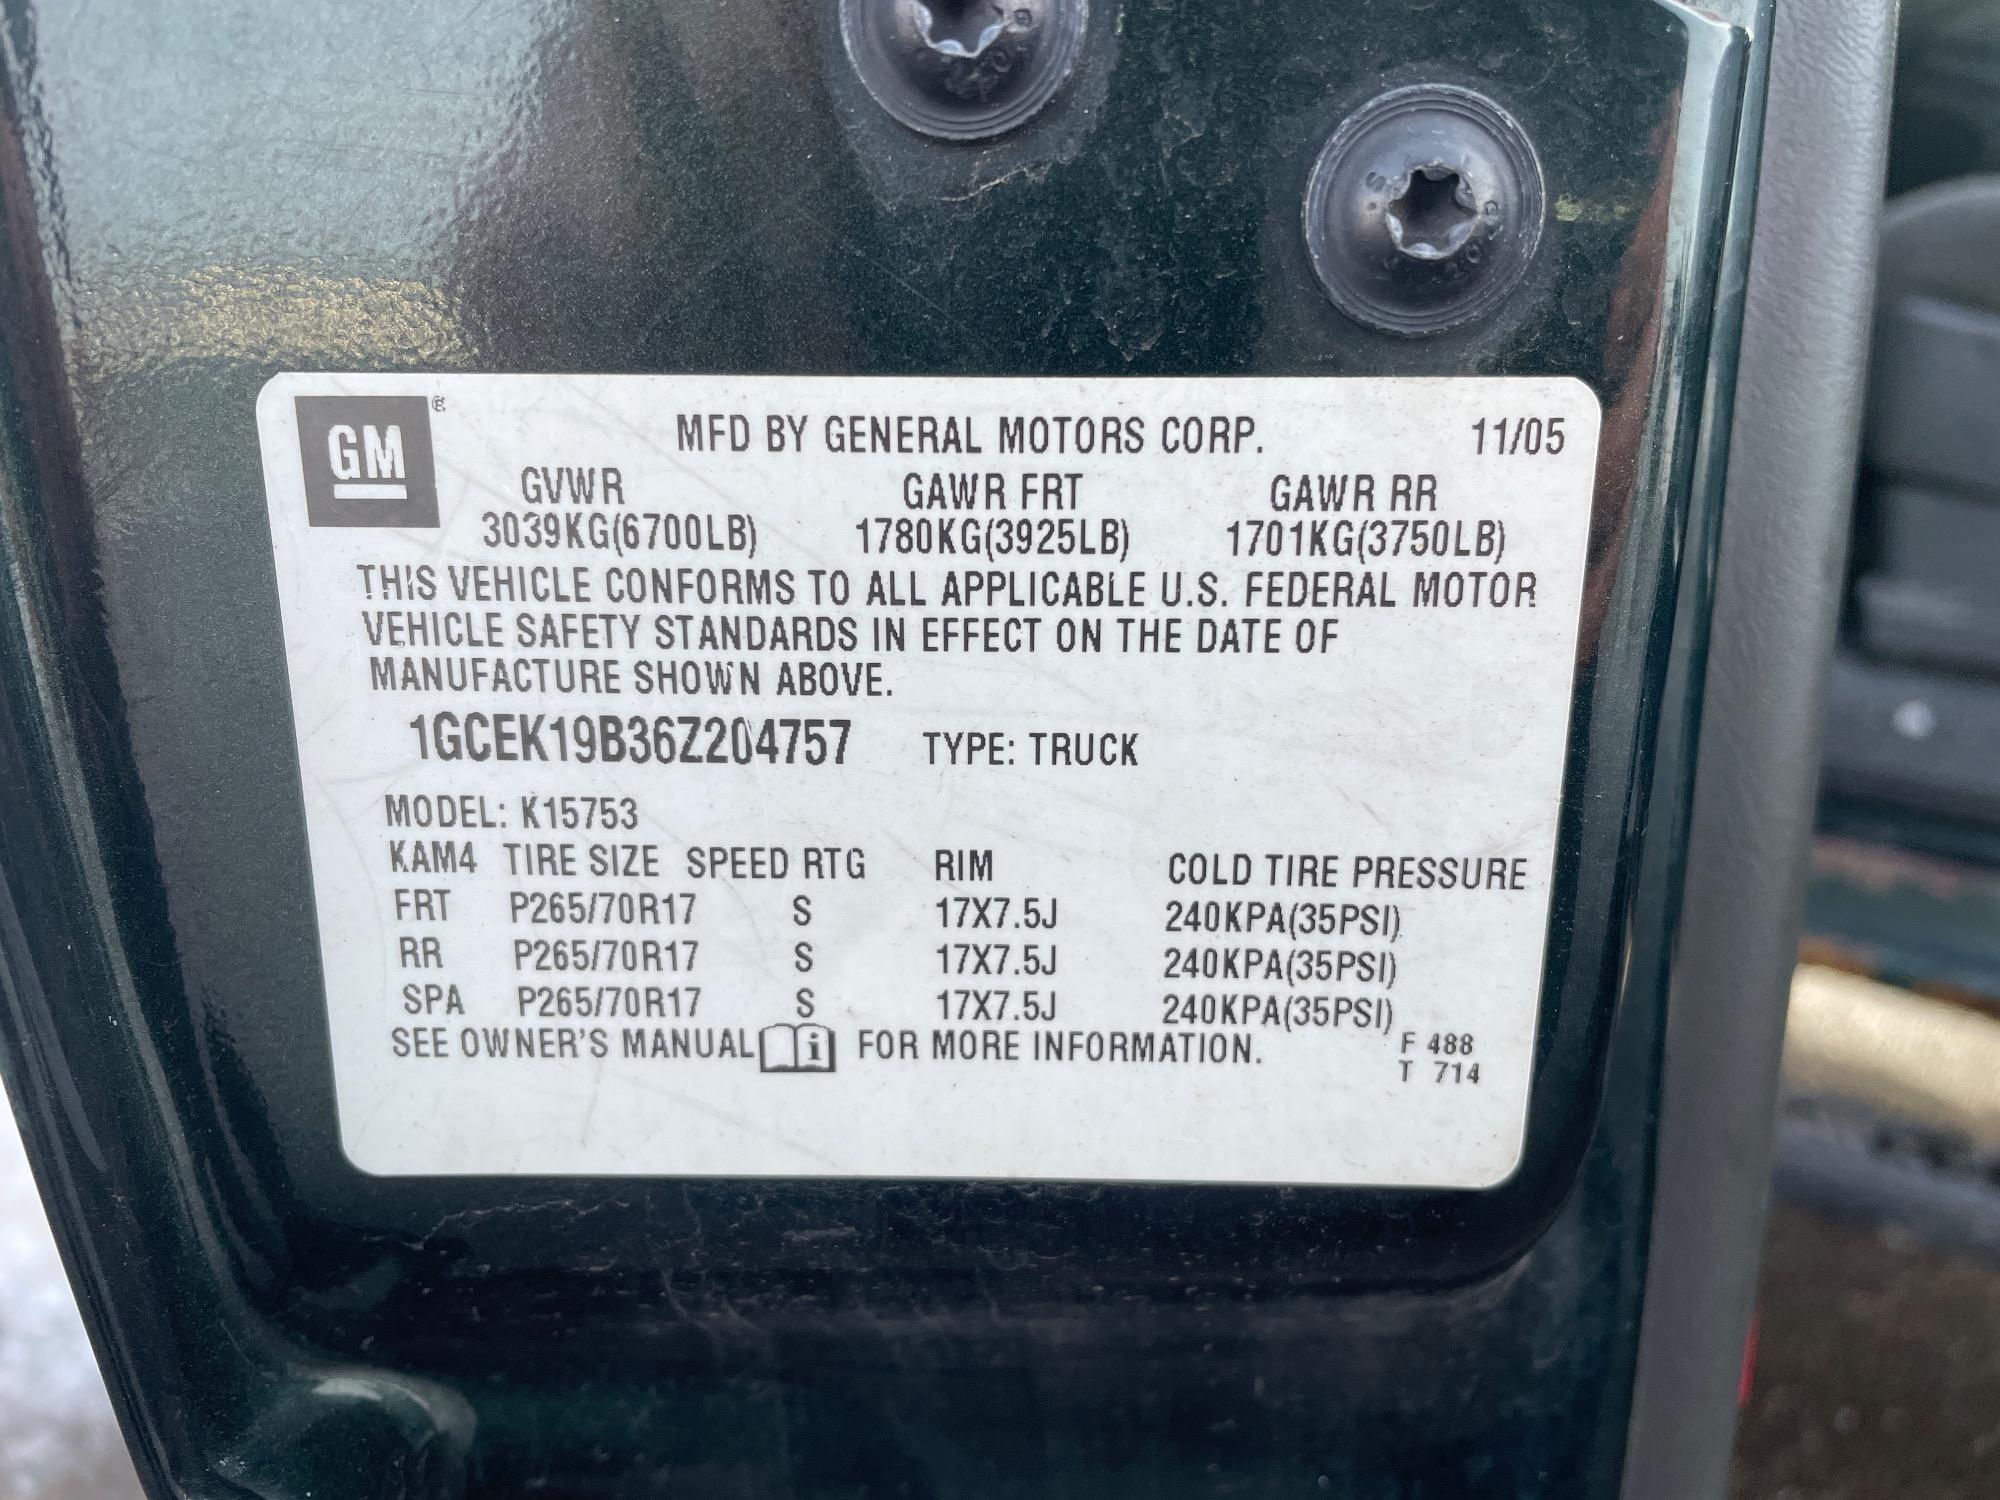 GM ®
MFD BY GENERAL MOTORS CORP. 11/05
GVWR GAWR FRT GAWR RR
3039KG(6700LB) 1780KG(3925LB) 1701KG(3750LB)
THIS VEHICLE CONFORMS TO ALL APPLICABLE U.S. FEDERAL MOTOR
VEHICLE SAFETY STANDARDS IN EFFECT ON THE DATE OF
MANUFACTURE SHOWN ABOVE.
1GCEK19B36Z204757 TYPE: TRUCK
MODEL: K15753
KAM4 TIRE SIZE SPEED RTG RIM COLD TIRE PRESSURE
FRT P265/70R17 S 17X7.5J 240KPA(35PSI)
RR P265/70R17 S 17X7.5J 240KPA(35PSI)
SPA P265/70R17 S 17X7.5J 240KPA(35PSI)
SEE OWNER'S MANUAL i FOR MORE INFORMATION. F 488
T 714